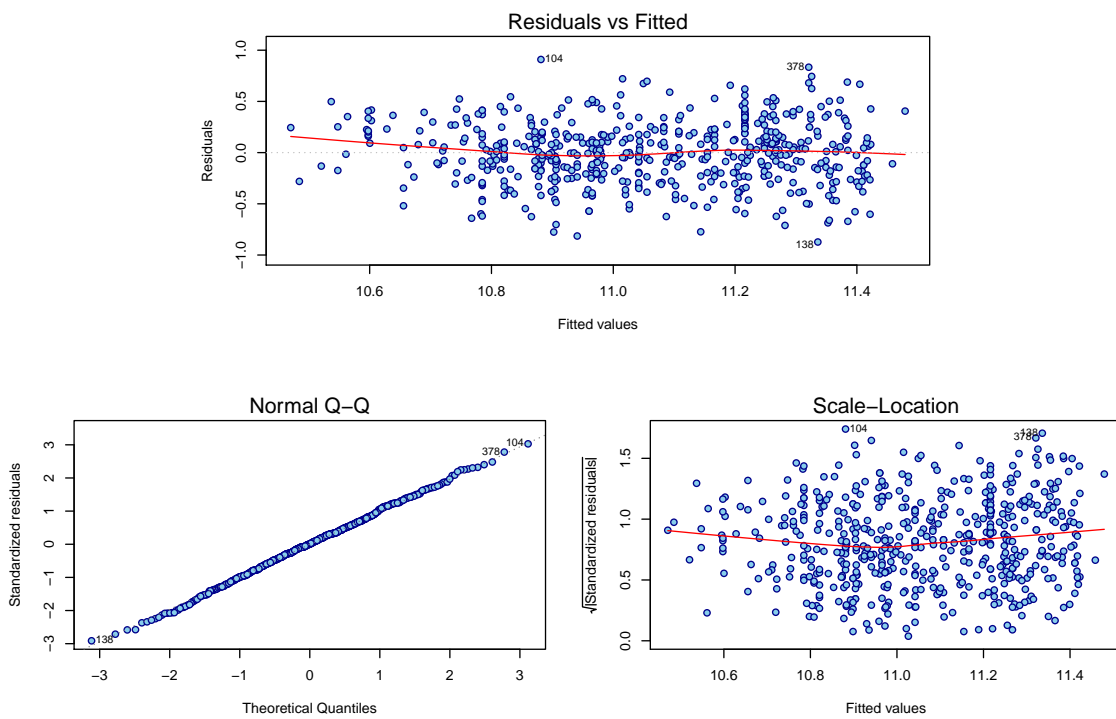 Residuals vs Fitted
Residuals
1.0
0.5
0.0
−0.5
−1.0
104
378
138
10.6 10.8 11.0 11.2 11.4
Fitted values
Normal Q−Q
Standardized residuals
3
2
1
0
−1
−2
−3
104
378
138
−3 −2 −1 0 1 2 3
Theoretical Quantiles
Scale−Location
√|Standardized residuals|
1.5
1.0
0.5
0.0
104
138
378
10.6 10.8 11.0 11.2 11.4
Fitted values